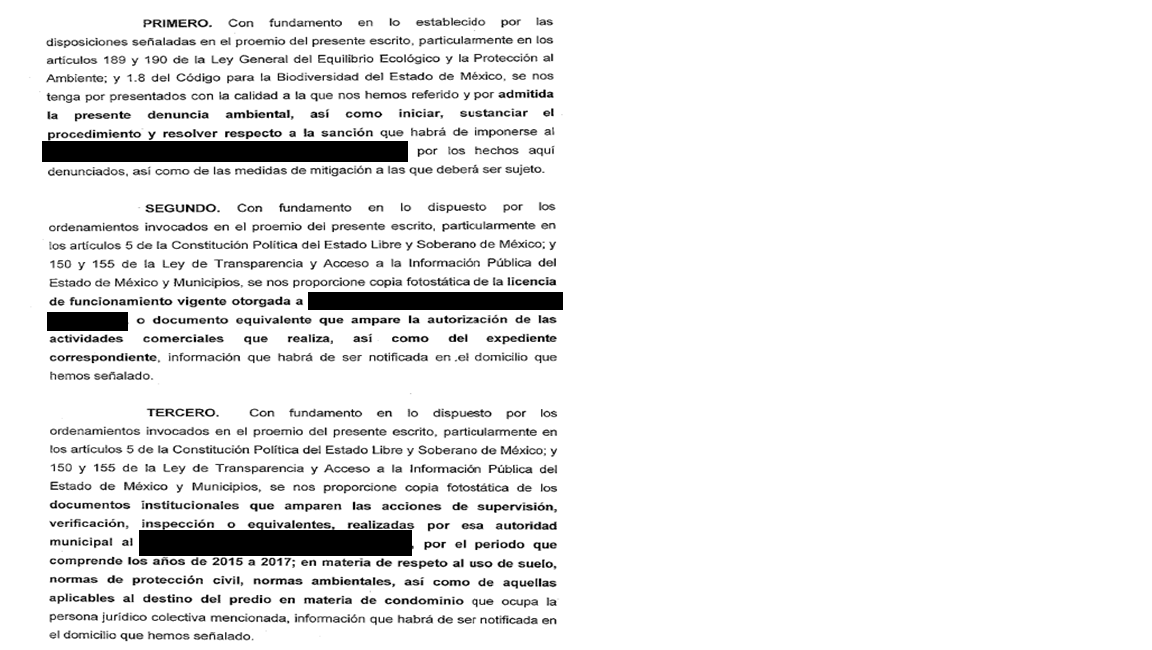 PRIMERO. Con fundamento en lo establecido por las
disposiciones señaladas en el proemio del presente escrito, particularmente en los
artículos 189 y 190 de la Ley General del Equilibrio Ecológico y la Protección al
Ambiente; y 1.8 del Código para la Biodiversidad del Estado de México, se nos
tenga por presentados con la calidad a la que nos hemos referido y por admitida
la presente denuncia ambiental, así como iniciar, sustanciar el
procedimiento y resolver respecto a la sanción que habrá de imponerse al
por los hechos aquí
denunciados, así como de las medidas de mitigación a las que deberá ser sujeto.
SEGUNDO. Con fundamento en lo dispuesto por los
ordenamientos invocados en el proemio del presente escrito, particularmente en
los artículos 5 de la Constitución Política del Estado Libre y Soberano de México; y
150 y 155 de la Ley de Transparencia y Acceso a la Información Pública del
Estado de México y Municipios, se nos proporcione copia fotostática de la licencia
de funcionamiento vigente otorgada a
o documento equivalente que ampare la autorización de las
actividades comerciales que realiza, así como del expediente
correspondiente, información que habrá de ser notificada en el domicilio que
hemos señalado.
TERCERO. Con fundamento en lo dispuesto por los
ordenamientos invocados en el proemio del presente escrito, particularmente en
los artículos 5 de la Constitución Política del Estado Libre y Soberano de México; y
150 y 155 de la Ley de Transparencia y Acceso a la Información Pública del
Estado de México y Municipios, se nos proporcione copia fotostática de los
documentos institucionales que amparen las acciones de supervisión,
verificación, inspección o equivalentes, realizadas por esa autoridad
municipal al , por el periodo que
comprende los años de 2015 a 2017; en materia de respeto al uso de suelo,
normas de protección civil, normas ambientales, así como de aquellas
aplicables al destino del predio en materia de condominio que ocupa la
persona jurídico colectiva mencionada, información que habrá de ser notificada en
el domicilio que hemos señalado.